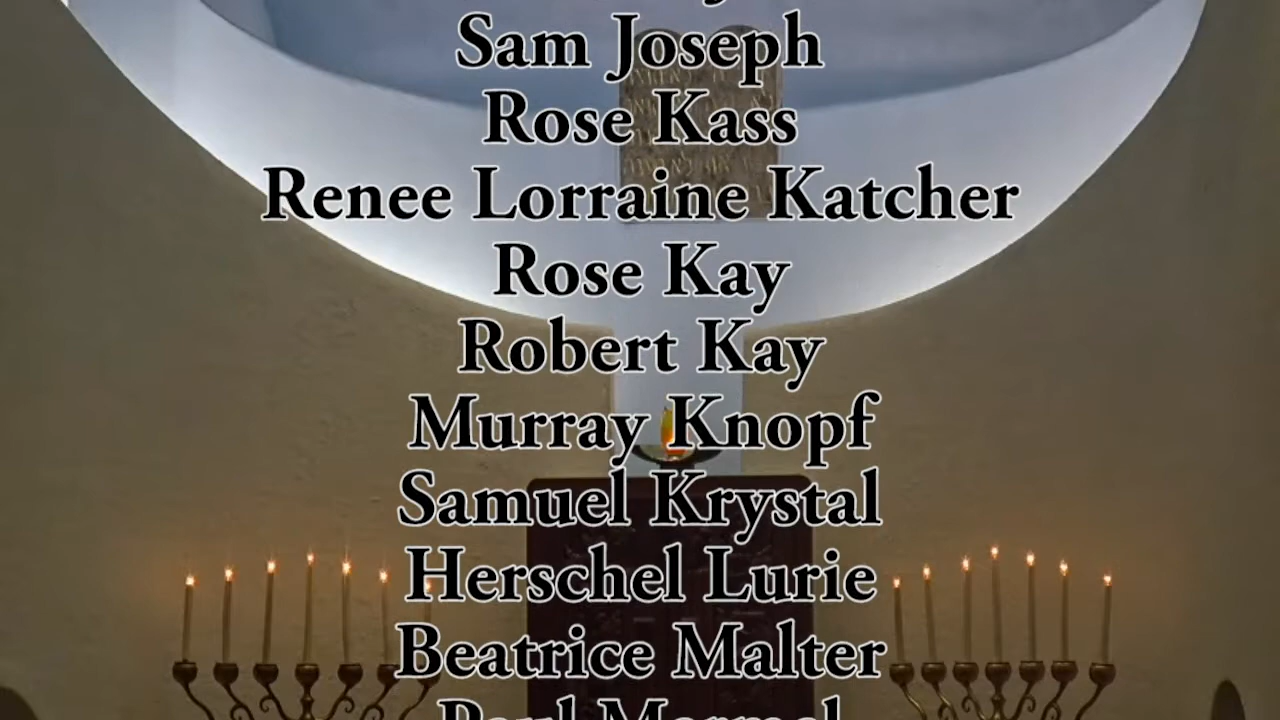 Sam Joseph
Rose Kass
Renee Lorraine Katcher
Rose Kay
Robert Kay
Murray Knopf
Samuel Krystal
Herschel Lurie
Beatrice Malter
Paul